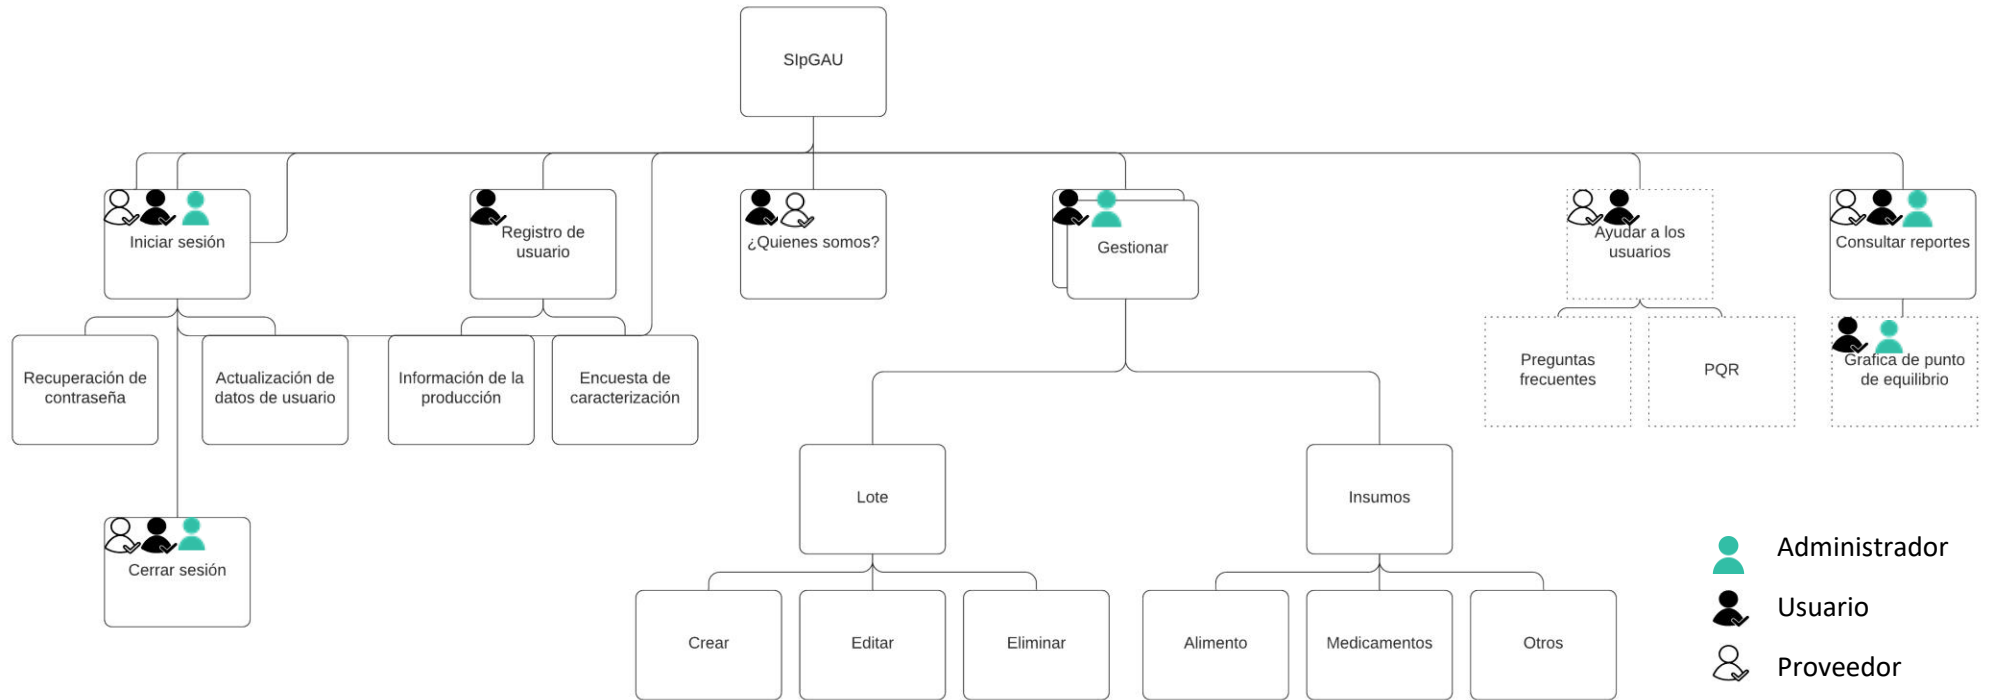 SIpGAU
Iniciar sesión
Registro de
usuario
¿Quienes somos?
Gestionar
Ayudar a los
usuarios
Consultar reportes
Recuperación de
contraseña
Actualización de
datos de usuario
Información de la
producción
Encuesta de
caracterización
Preguntas
frecuentes
PQR
Grafica de punto
de equilibrio
Lote
Insumos
Cerrar sesión
Crear
Editar
Eliminar
Alimento
Medicamentos
Otros
Administrador
Usuario
Proveedor